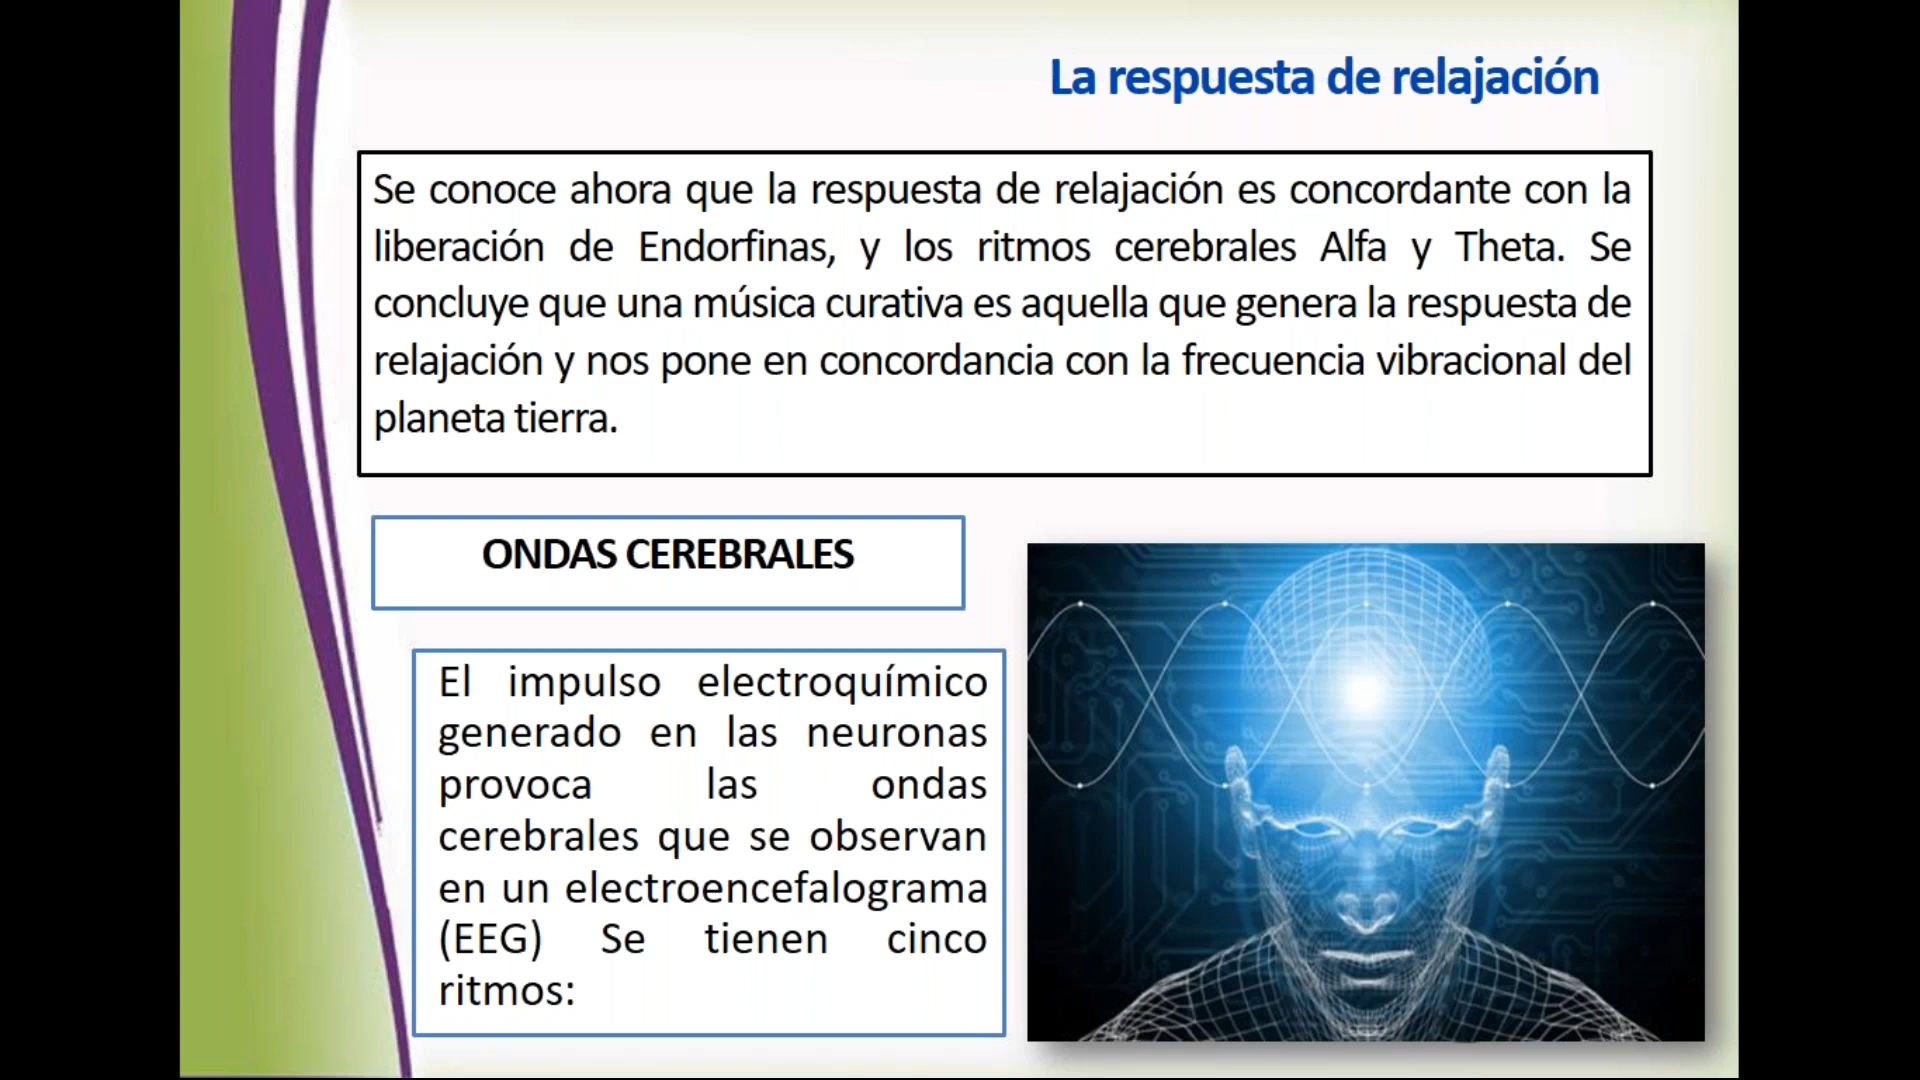 La respuesta de relajación
Se conoce ahora que la respuesta de relajación es concordante con la
liberación de Endorfinas, y los ritmos cerebrales Alfa y Theta. Se
concluye que una música curativa es aquella que genera la respuesta de
relajación y nos pone en concordancia con la frecuencia vibracional del
planeta tierra.
ONDAS CEREBRALES
El impulso electroquímico
generado en las neuronas
provoca las ondas
cerebrales que se observan
en un electroencefalograma
(EEG) Se tienen cinco
ritmos: